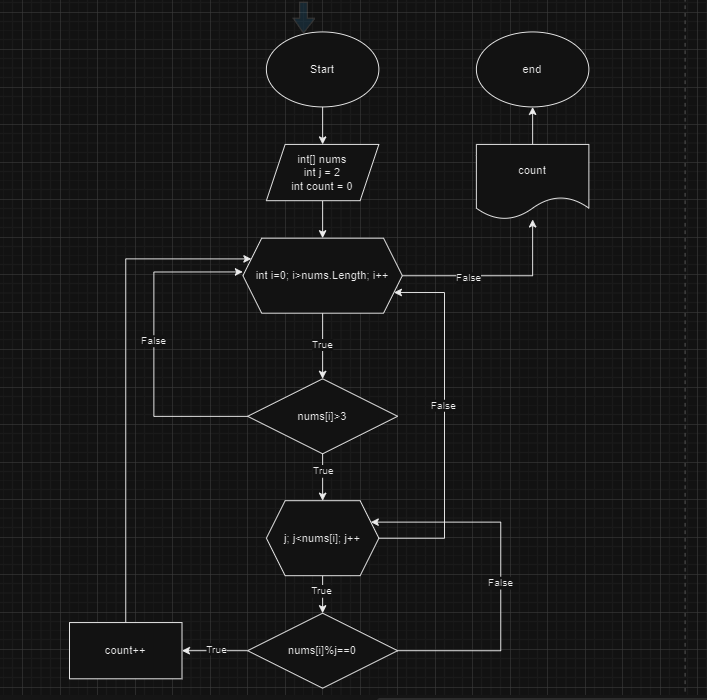 Start
end
int[] nums
int j = 2
int count = 0
count
int i=0; i>nums.Length; i++
False
True
False
nums[i]>3
False
True
j; j<nums[i]; j++
True
False
nums[i]%j==0
True
count++